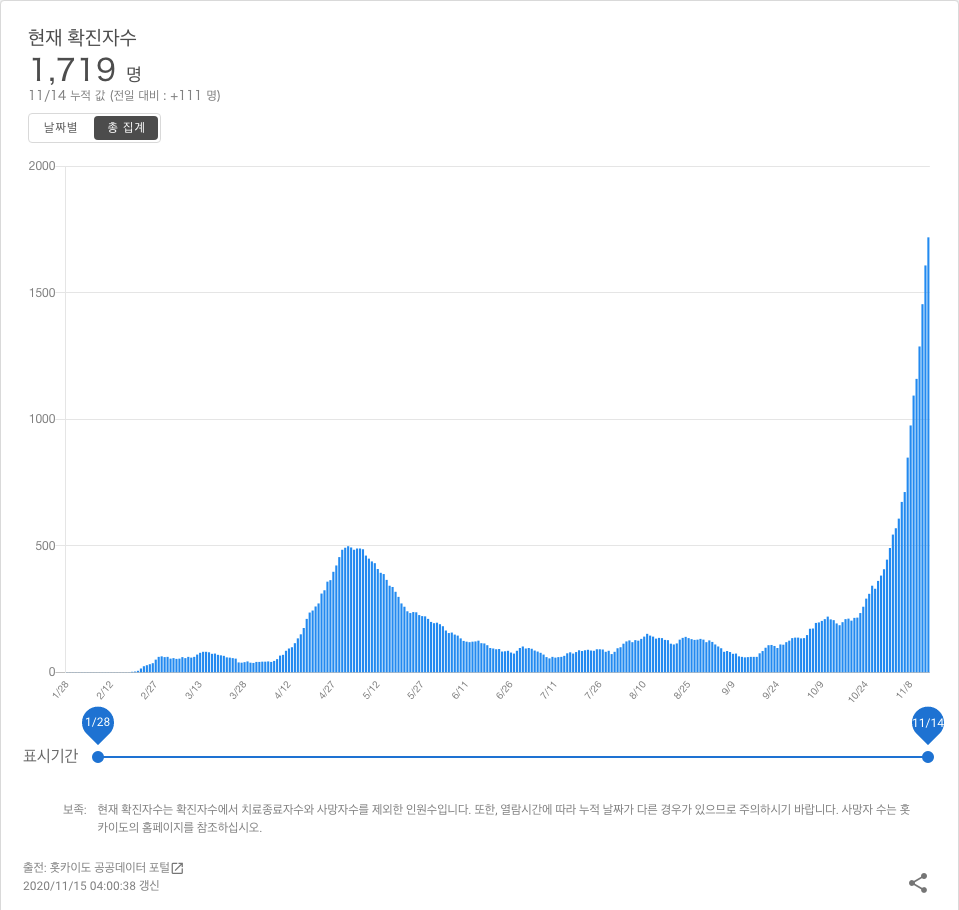 현재 확진자수
1,719 명
11/14 누적 값 (전일 대비 : +111 명)
날짜별 총 집계
2000
1500
1000
500
0
1/28 2/12 2/27 3/13 3/28 4/12 4/27 5/12 5/27 6/11 6/26 7/11 7/26 8/10 8/25 9/9 9/24 10/9 10/24 11/8
1/28 11/14
표시기간
보족: 현재 확진자수는 확진자수에서 치료종료자수와 사망자수를 제외한 인원수입니다. 또한, 열람시간에 따라 누적 날짜가 다른 경우가 있으므로 주의하시기 바랍니다. 사망자 수는 홋
카이도의 홈페이지를 참조하십시오.
출전: 홋카이도 공공데이터 포털
2020/11/15 04:00:38 갱신